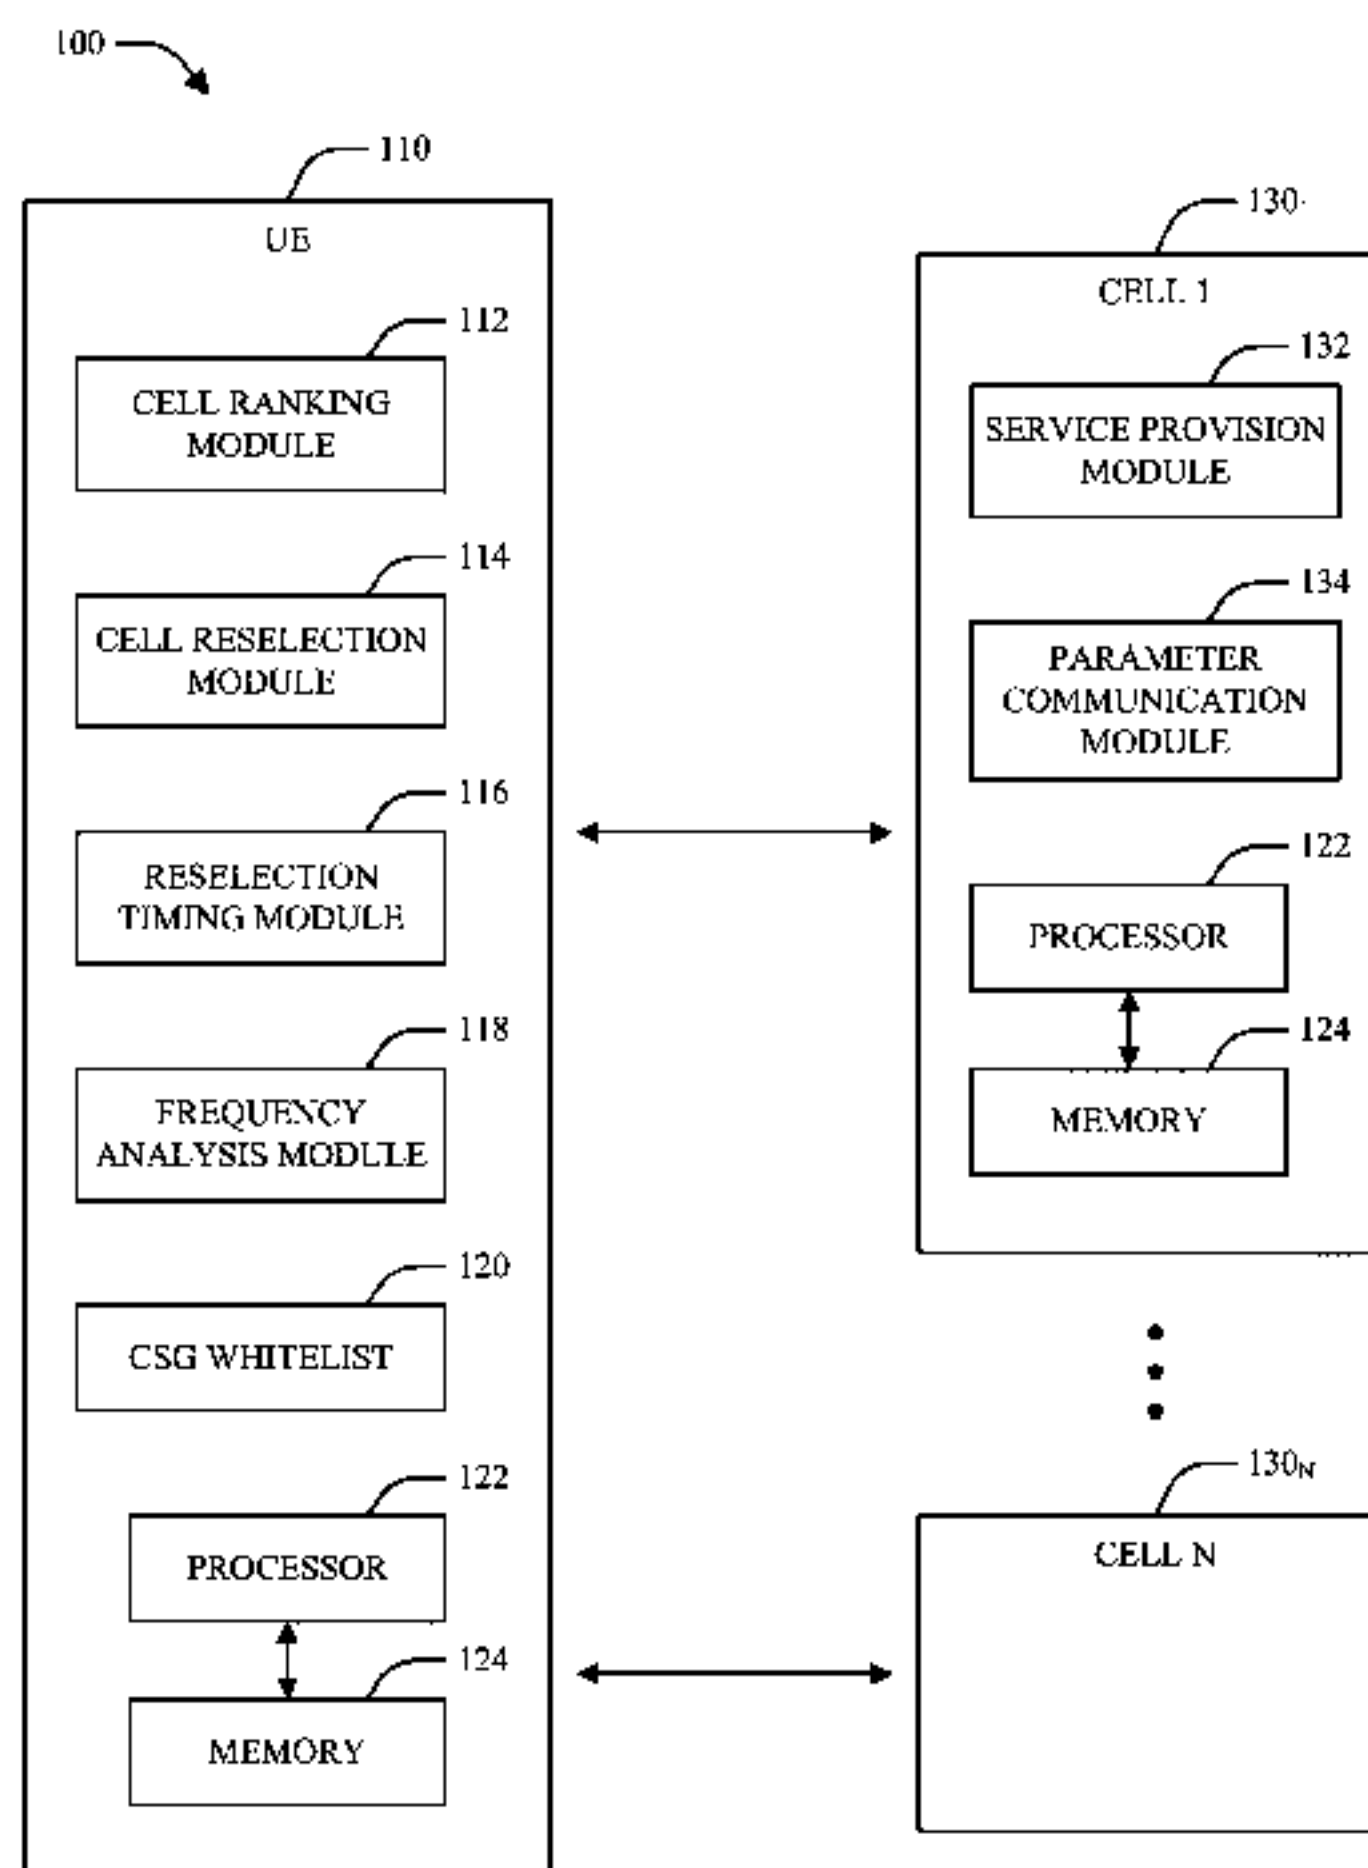 100
110
UE
112
CELL RANKING
MODULE
114
CELL RESELECTION
MODULE
116
RESELECTION
TIMING MODULE
118
FREQUENCY
ANALYSIS MODULE
120
CSG WHITELIST
122
PROCESSOR
124
MEMORY
130
CELL 1
132
SERVICE PROVISION
MODULE
134
PARAMETER
COMMUNICATION
MODULE
122
PROCESSOR
124
MEMORY
130N
CELL N